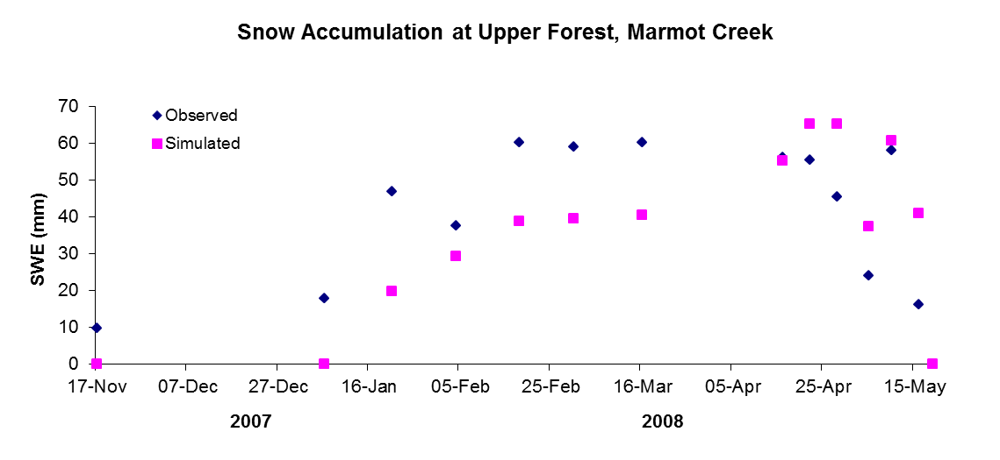 Snow Accumulation at Upper Forest, Marmot Creek
Observed
Simulated
SWE (mm)
70
60
50
40
30
20
10
0
17-Nov 07-Dec 27-Dec 16-Jan 05-Feb 25-Feb 16-Mar 05-Apr 25-Apr 15-May
2007 2008